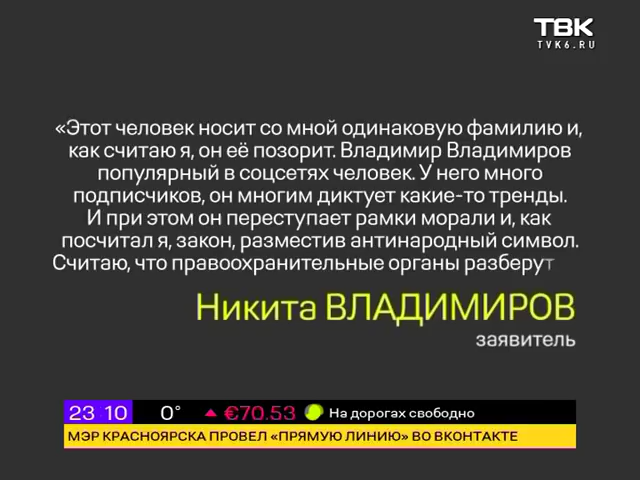 ТВК
TVK6.RU
«Этот человек носит со мной одинаковую фамилию и,
как считаю я, он её позорит. Владимир Владимиров
популярный в соцсетях человек. У него много
подписчиков, он многим диктует какие-то тренды.
И при этом он переступает рамки морали и, как
посчитал я, закон, разместив антинародный символ.
Считаю, что правоохранительные органы разберут
Никита ВЛАДИМИРОВ
заявитель
23 10 0° €70.53 На дорогах свободно
МЭР КРАСНОЯРСКА ПРОВЕЛ «ПРЯМУЮ ЛИНИЮ» ВО ВКОНТАКТЕ